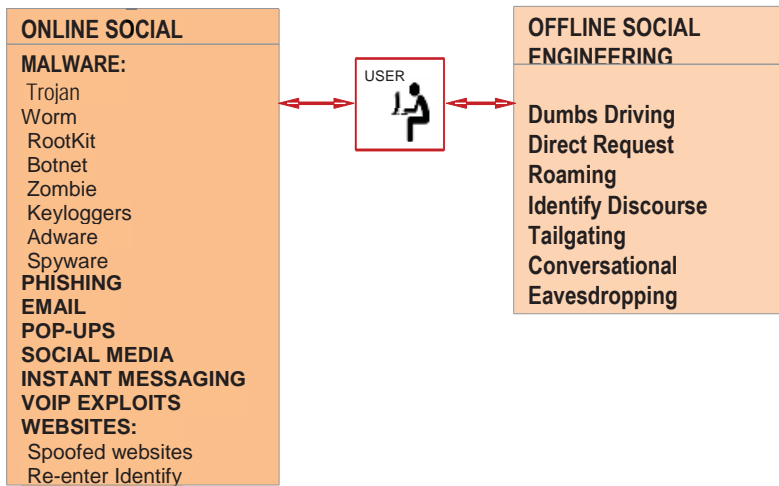 ONLINE SOCIAL
MALWARE:
Trojan
Worm
RootKit
Botnet
Zombie
Keyloggers
Adware
Spyware
PHISHING
EMAIL
POP-UPS
SOCIAL MEDIA
INSTANT MESSAGING
VOIP EXPLOITS
WEBSITES:
Spoofed websites
Re-enter Identify
USER
OFFLINE SOCIAL
ENGINEERING
Dumbs Driving
Direct Request
Roaming
Identify Discourse
Tailgating
Conversational
Eavesdropping